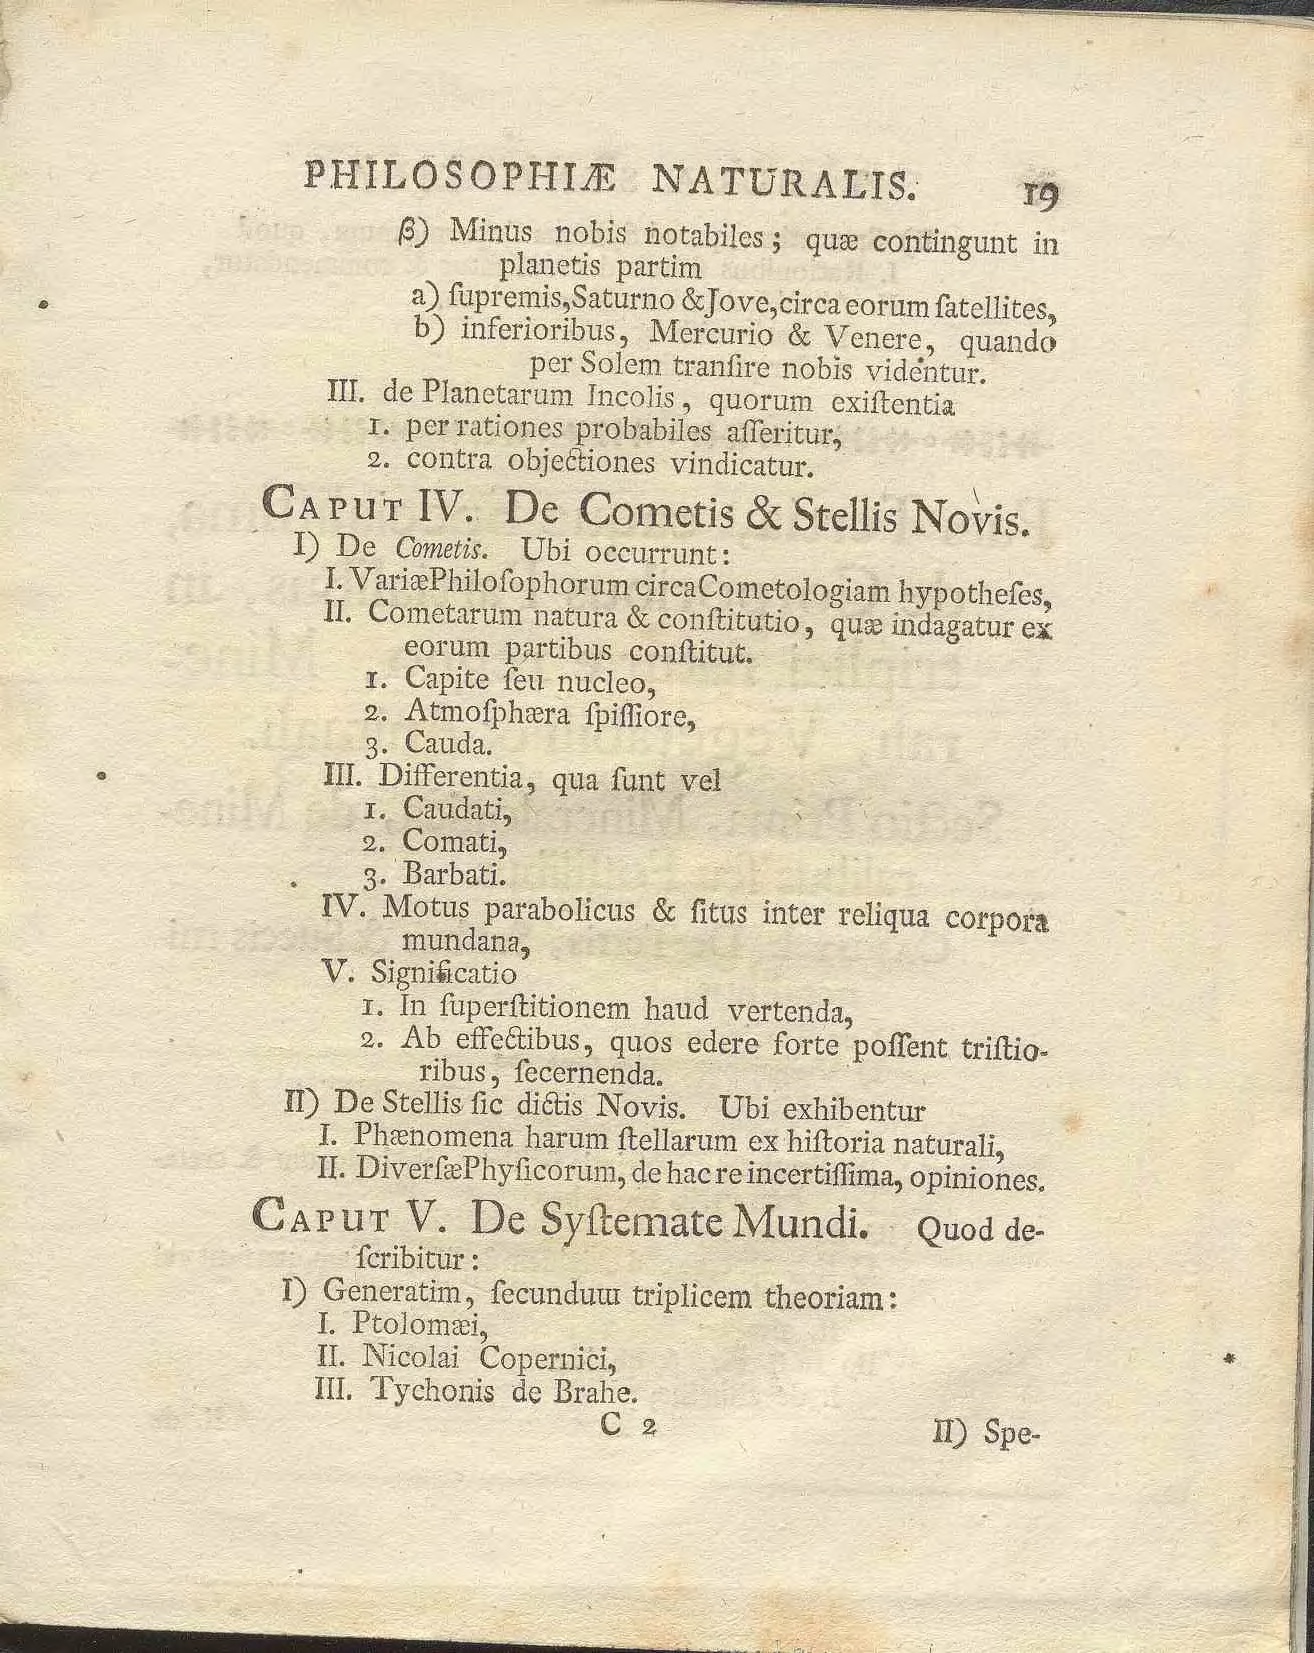 PHILOSOPHIÆ NATURALIS. 19
β) Minus nobis notabiles; quæ contingunt in
planetis partim
a) ſupremis,Saturno &Jove,circa eorum ſatellites,
b) inferioribus, Mercurio & Venere, quando
per Solem tranſire nobis videntur.
III. de Planetarum Incolis, quorum exiſtentia
1. per rationes probabiles aſſeritur,
2. contra objectiones vindicatur.
CAPUT IV. De Cometis & Stellis Novis.
I) De Cometis. Ubi occurrunt:
I. VariæPhiloſophorum circaCometologiam hypotheſes,
II. Cometarum natura & conſtitutio, quæ indagatur ex
eorum partibus conſtitut.
1. Capite ſeu nucleo,
2. Atmoſphæra ſpiſſiore,
3. Cauda.
III. Differentia, qua ſunt vel
1. Caudati,
2. Comati,
3. Barbati.
IV. Motus parabolicus & ſitus inter reliqua corpora
mundana,
V. Significatio
1. In ſuperſtitionem haud vertenda,
2. Ab effectibus, quos edere forte poſſent triſtio-
ribus, ſecernenda.
II) De Stellis ſic dictis Novis. Ubi exhibentur
I. Phænomena harum ſtellarum ex hiſtoria naturali,
II. DiverſæPhyſicorum, de hac re incertiſſima, opiniones.
CAPUT V. De Syſtemate Mundi. Quod de-
ſcribitur:
I) Generatim, ſecundum triplicem theoriam:
I. Ptolomæi,
II. Nicolai Copernici,
III. Tychonis de Brahe.
C 2
II) Spe-